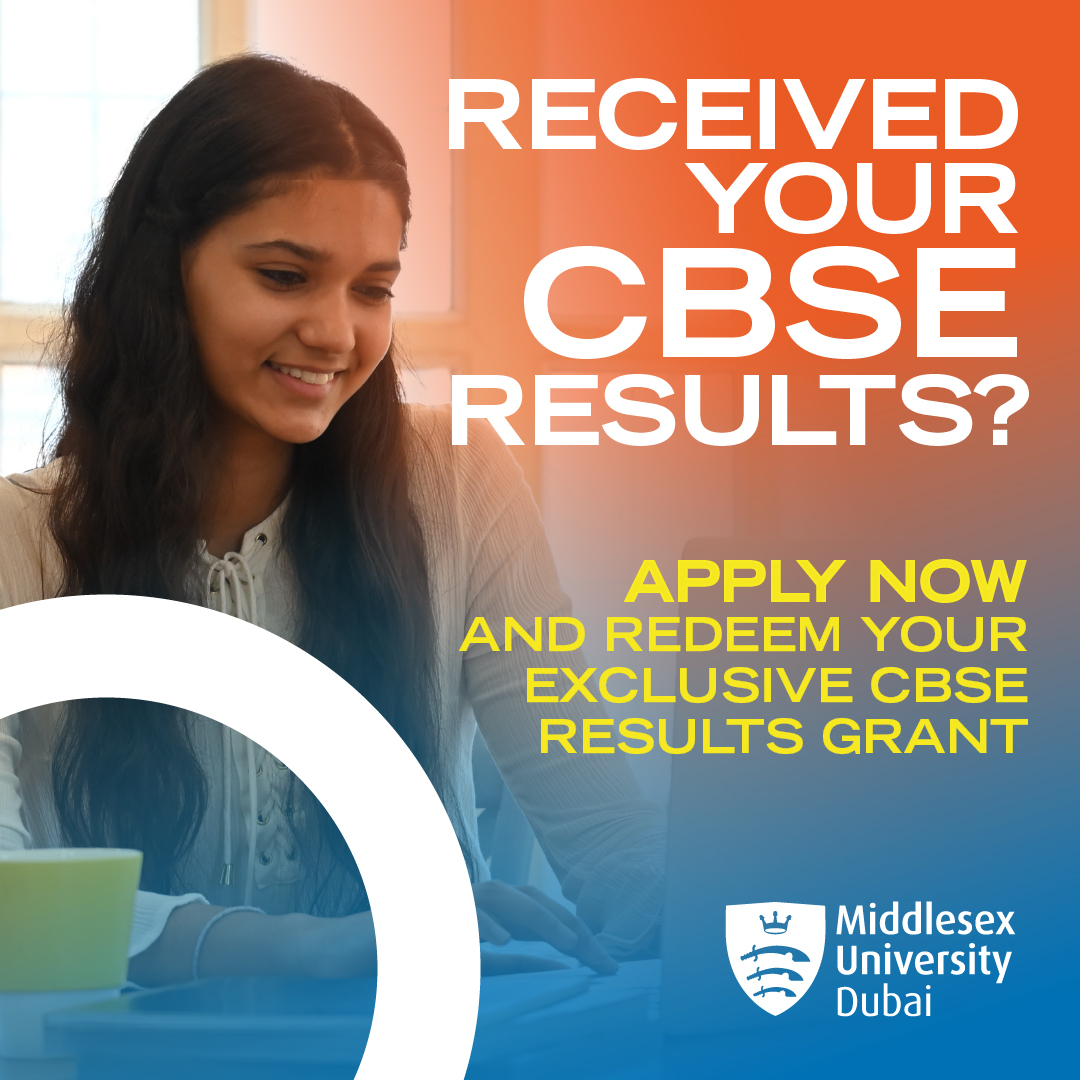 RECEIVED
YOUR
CBSE
RESULTS?
APPLY NOW
AND REDEEM YOUR
EXCLUSIVE CBSE
RESULTS GRANT
Middlesex
University
Dubai